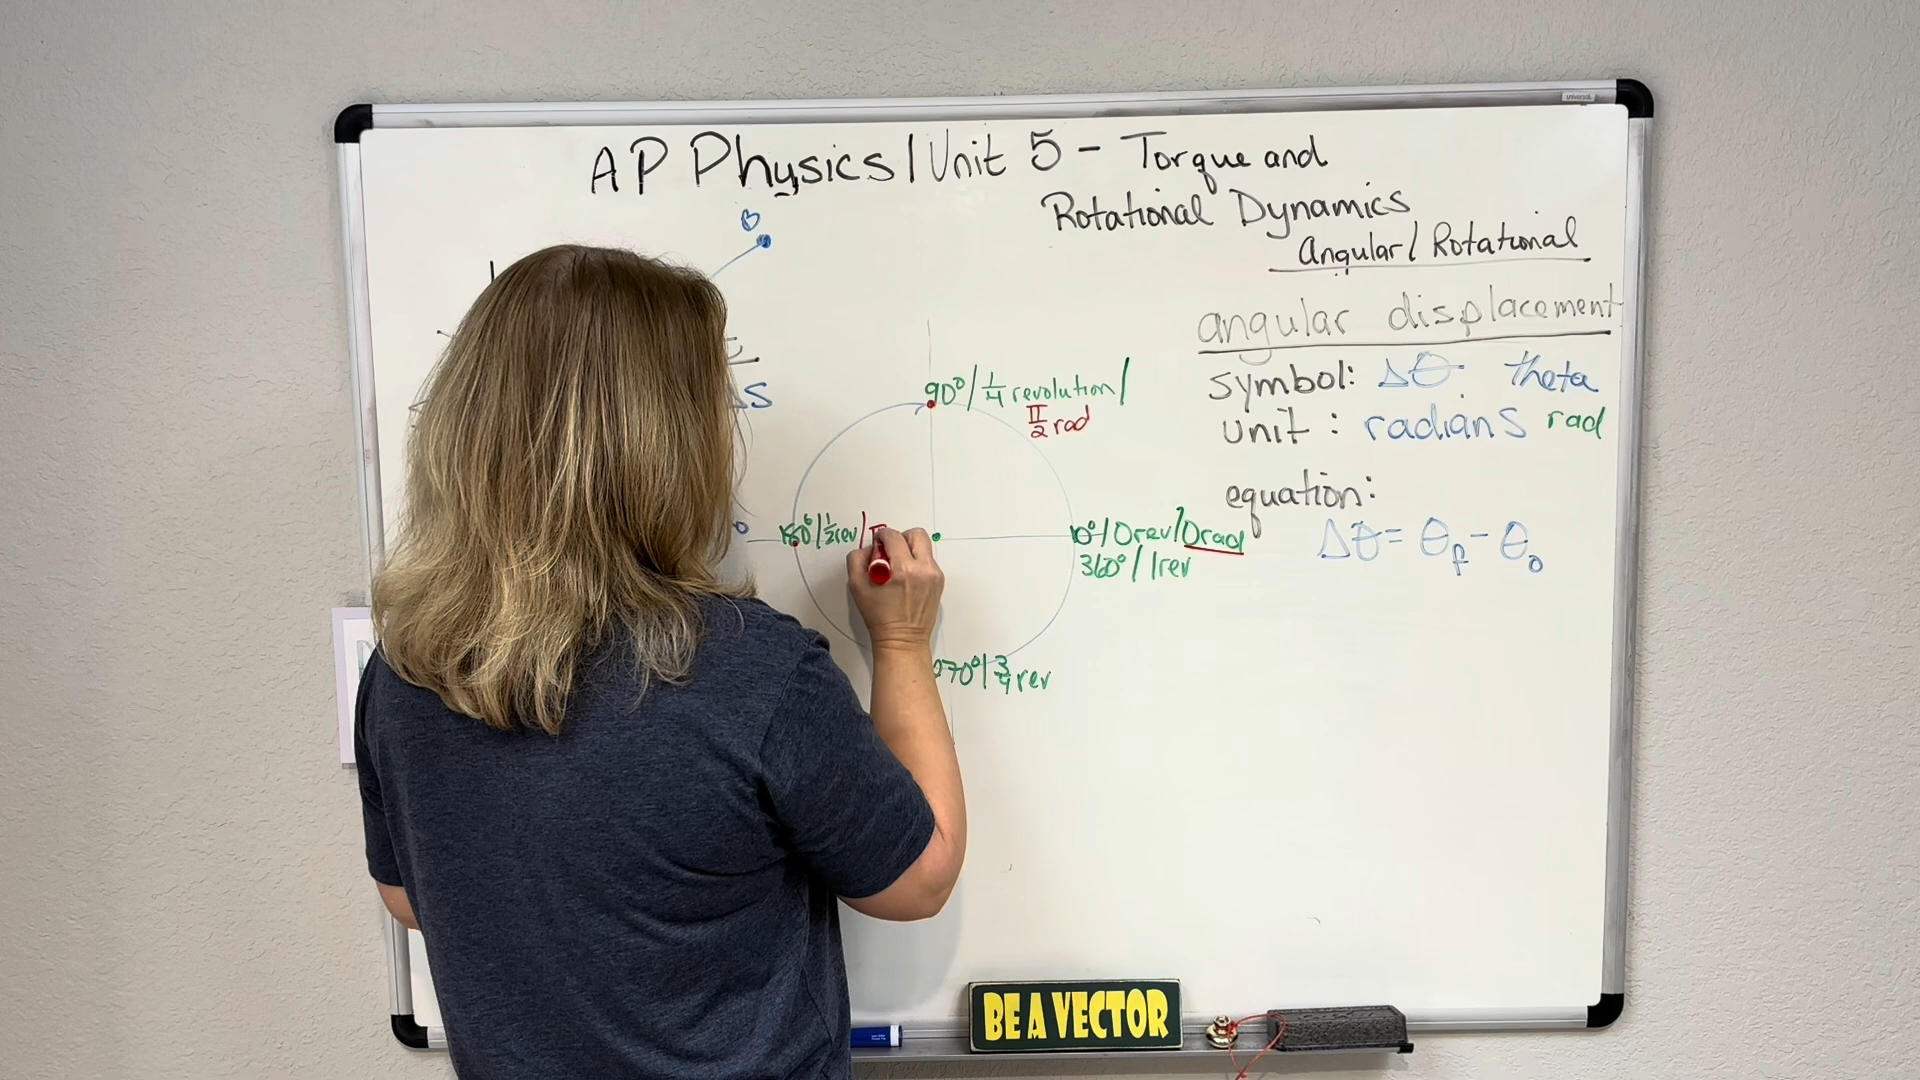 AP Physics 1 Unit 5 - Torque and
Rotational Dynamics
Angular / Rotational
B
angular displacement
symbol: Δθ theta
unit: radians rad
equation:
Δθ = θf - θo
S
90° / 1/4 revolution /
π/2 rad
180° / 1/2 rev /
0° / 0 rev / 0 rad
360° / 1 rev
270° / 3/4 rev
BE A VECTOR
universal